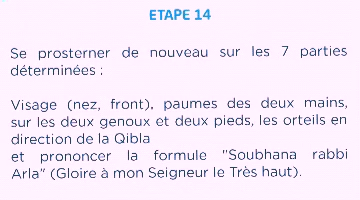 ETAPE 14
Se prosterner de nouveau sur les 7 parties
déterminées :
Visage (nez, front), paumes des deux mains,
sur les deux genoux et deux pieds, les orteils en
direction de la Qibla
et prononcer la formule "Soubhana rabbi
Arla" (Gloire à mon Seigneur le Très haut).